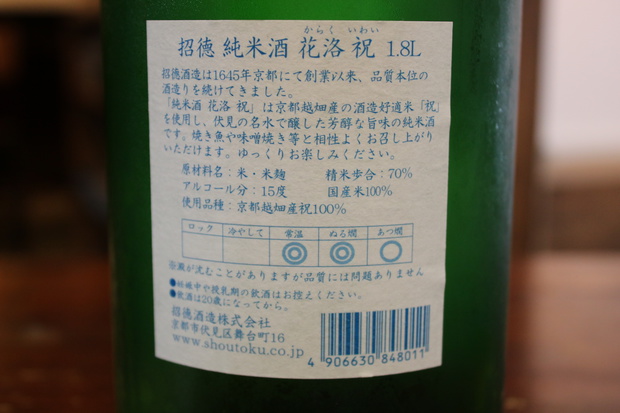 からく いわい
招德 純米酒 花洛 祝 1.8L
招德酒造は1645年京都にて創業以来、品質本位の
酒造りを続けてきました。
「純米酒 花洛 祝」は京都越畑産の酒造好適米「祝」
を使用し、伏見の名水で醸した芳醇な旨味の純米酒
です。焼き魚や味噌焼き等と相性よくお召し上がり
いただけます。ゆっくりお楽しみください。
原材料名：米・米麹 精米歩合：70%
アルコール分：15度 国産米100%
使用品種：京都越畑産祝100%
ロック 冷やして 常温 ぬる燗 あつ燗
◎ ◎ ○
※澱が沈むことがありますが品質には問題ありません
●妊娠中や授乳期の飲酒はお控えください。
●飲酒は20歳になってから。
招德酒造株式会社
京都市伏見区舞台町16
www.shoutoku.co.jp
4 906630 848011